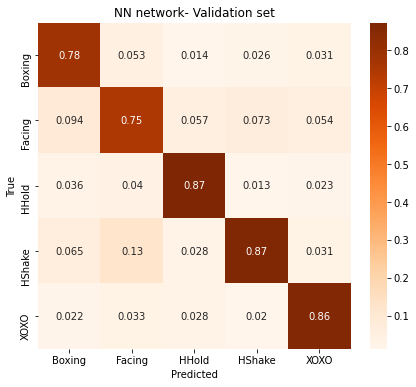 NN network- Validation set
True
Boxing 0.78 0.053 0.014 0.026 0.031
Facing 0.094 0.75 0.057 0.073 0.054
HHold 0.036 0.04 0.87 0.013 0.023
HShake 0.065 0.13 0.028 0.87 0.031
XOXO 0.022 0.033 0.028 0.02 0.86
Boxing Facing HHold HShake XOXO
Predicted
0.8
0.7
0.6
0.5
0.4
0.3
0.2
0.1